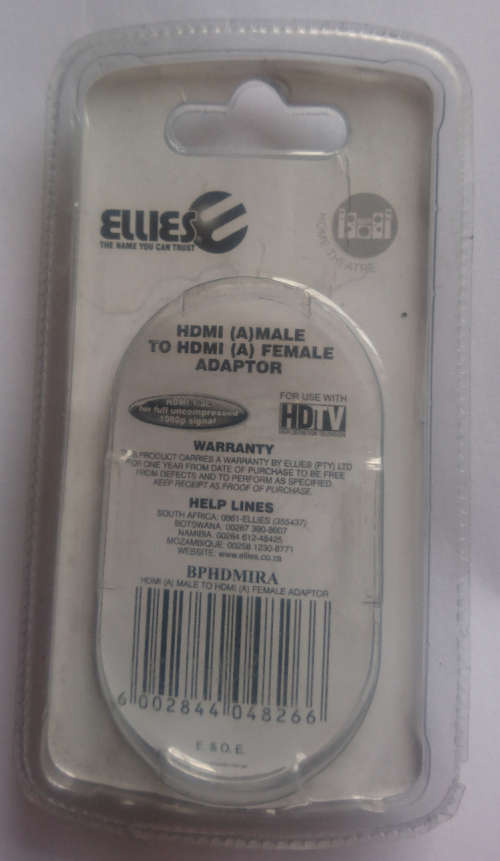 ELLIES
THE NAME YOU CAN TRUST
HOME THEATRE
HDMI (A)MALE
TO HDMI (A) FEMALE
ADAPTOR
HDMI
for full uncompressed
1080p signal
FOR USE WITH
HDTV
HIGH DEFINITION TELEVISION
WARRANTY
PRODUCT CARRIES A WARRANTY BY ELLIES (PTY) LTD
FOR ONE YEAR FROM DATE OF PURCHASE TO BE FREE
FROM DEFECTS AND TO PERFORM AS SPECIFIED.
KEEP RECEIPT AS PROOF OF PURCHASE.
HELP LINES
SOUTH AFRICA: 0861-ELLIES (355437)
BOTSWANA: 00267 390-8607
NAMIBIA: 00264 612-48425
MOZAMBIQUE: 00258 1230-8771
WEBSITE: www.ellies.co.za
BPHDMIRA
HDMI (A) MALE TO HDMI (A) FEMALE ADAPTOR
6 002844 048266
E. & O. E.